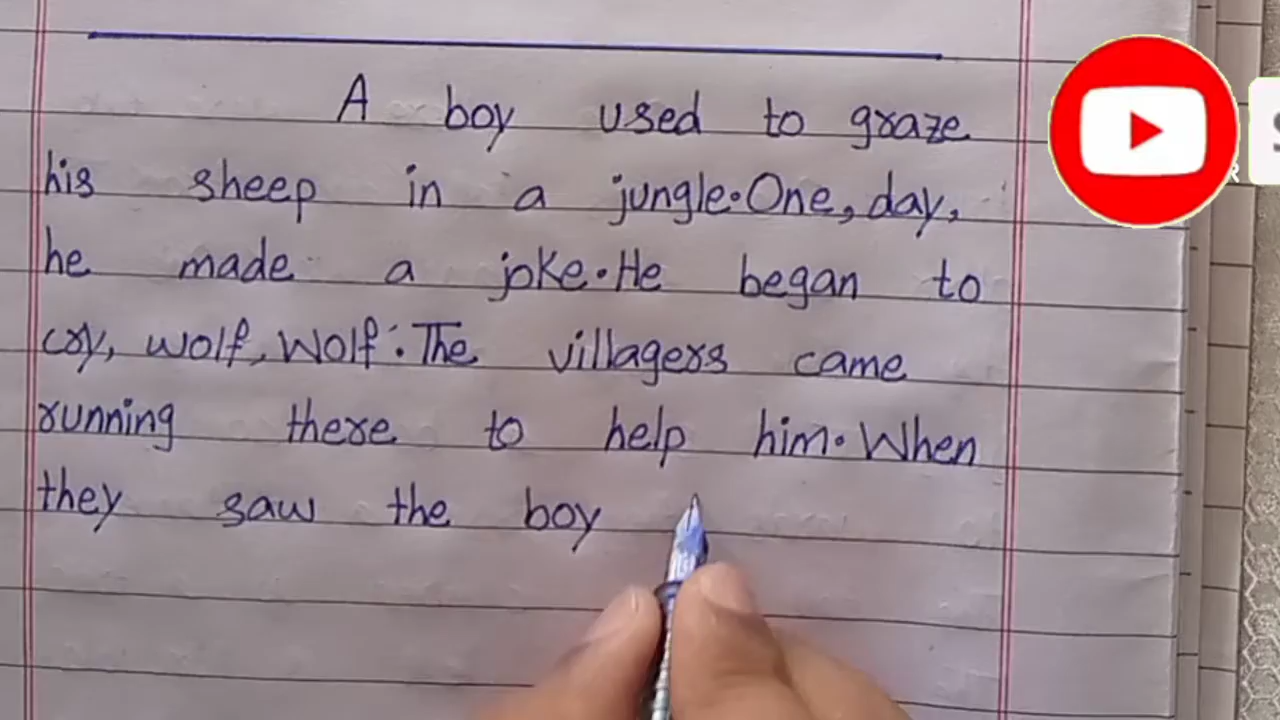 A boy used to graze
his sheep in a jungle. One, day,
he made a joke. He began to
cry, wolf, Wolf'. The villagers came
running there to help him. When
they saw the boy